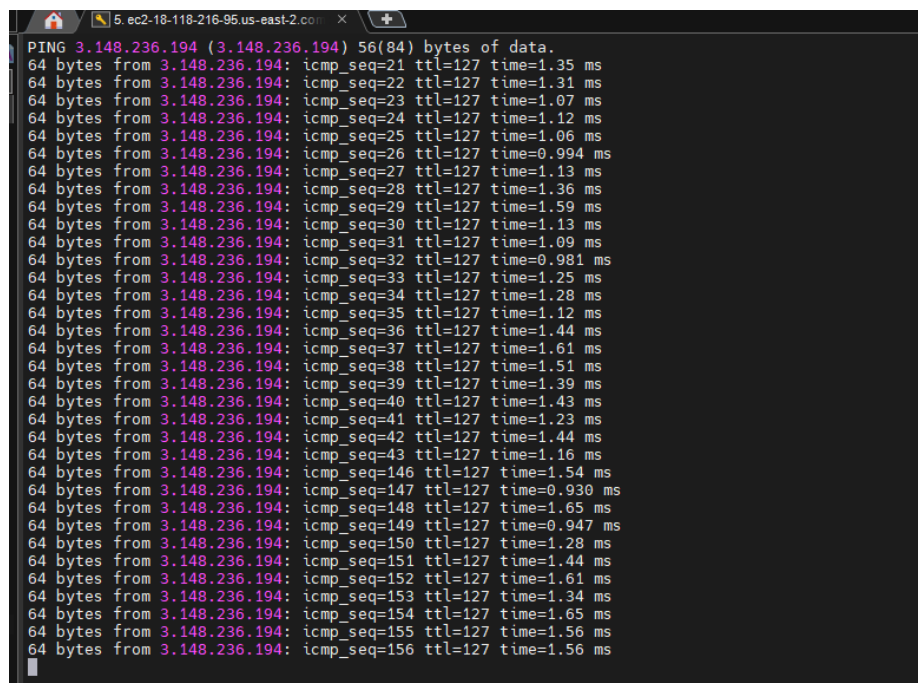 5. ec2-18-118-216-95.us-east-2.com
PING 3.148.236.194 (3.148.236.194) 56(84) bytes of data.
64 bytes from 3.148.236.194: icmp_seq=21 ttl=127 time=1.35 ms
64 bytes from 3.148.236.194: icmp_seq=22 ttl=127 time=1.31 ms
64 bytes from 3.148.236.194: icmp_seq=23 ttl=127 time=1.07 ms
64 bytes from 3.148.236.194: icmp_seq=24 ttl=127 time=1.12 ms
64 bytes from 3.148.236.194: icmp_seq=25 ttl=127 time=1.06 ms
64 bytes from 3.148.236.194: icmp_seq=26 ttl=127 time=0.994 ms
64 bytes from 3.148.236.194: icmp_seq=27 ttl=127 time=1.13 ms
64 bytes from 3.148.236.194: icmp_seq=28 ttl=127 time=1.36 ms
64 bytes from 3.148.236.194: icmp_seq=29 ttl=127 time=1.59 ms
64 bytes from 3.148.236.194: icmp_seq=30 ttl=127 time=1.13 ms
64 bytes from 3.148.236.194: icmp_seq=31 ttl=127 time=1.09 ms
64 bytes from 3.148.236.194: icmp_seq=32 ttl=127 time=0.981 ms
64 bytes from 3.148.236.194: icmp_seq=33 ttl=127 time=1.25 ms
64 bytes from 3.148.236.194: icmp_seq=34 ttl=127 time=1.28 ms
64 bytes from 3.148.236.194: icmp_seq=35 ttl=127 time=1.12 ms
64 bytes from 3.148.236.194: icmp_seq=36 ttl=127 time=1.44 ms
64 bytes from 3.148.236.194: icmp_seq=37 ttl=127 time=1.61 ms
64 bytes from 3.148.236.194: icmp_seq=38 ttl=127 time=1.51 ms
64 bytes from 3.148.236.194: icmp_seq=39 ttl=127 time=1.39 ms
64 bytes from 3.148.236.194: icmp_seq=40 ttl=127 time=1.43 ms
64 bytes from 3.148.236.194: icmp_seq=41 ttl=127 time=1.23 ms
64 bytes from 3.148.236.194: icmp_seq=42 ttl=127 time=1.44 ms
64 bytes from 3.148.236.194: icmp_seq=43 ttl=127 time=1.16 ms
64 bytes from 3.148.236.194: icmp_seq=146 ttl=127 time=1.54 ms
64 bytes from 3.148.236.194: icmp_seq=147 ttl=127 time=0.930 ms
64 bytes from 3.148.236.194: icmp_seq=148 ttl=127 time=1.65 ms
64 bytes from 3.148.236.194: icmp_seq=149 ttl=127 time=0.947 ms
64 bytes from 3.148.236.194: icmp_seq=150 ttl=127 time=1.28 ms
64 bytes from 3.148.236.194: icmp_seq=151 ttl=127 time=1.44 ms
64 bytes from 3.148.236.194: icmp_seq=152 ttl=127 time=1.61 ms
64 bytes from 3.148.236.194: icmp_seq=153 ttl=127 time=1.34 ms
64 bytes from 3.148.236.194: icmp_seq=154 ttl=127 time=1.65 ms
64 bytes from 3.148.236.194: icmp_seq=155 ttl=127 time=1.56 ms
64 bytes from 3.148.236.194: icmp_seq=156 ttl=127 time=1.56 ms